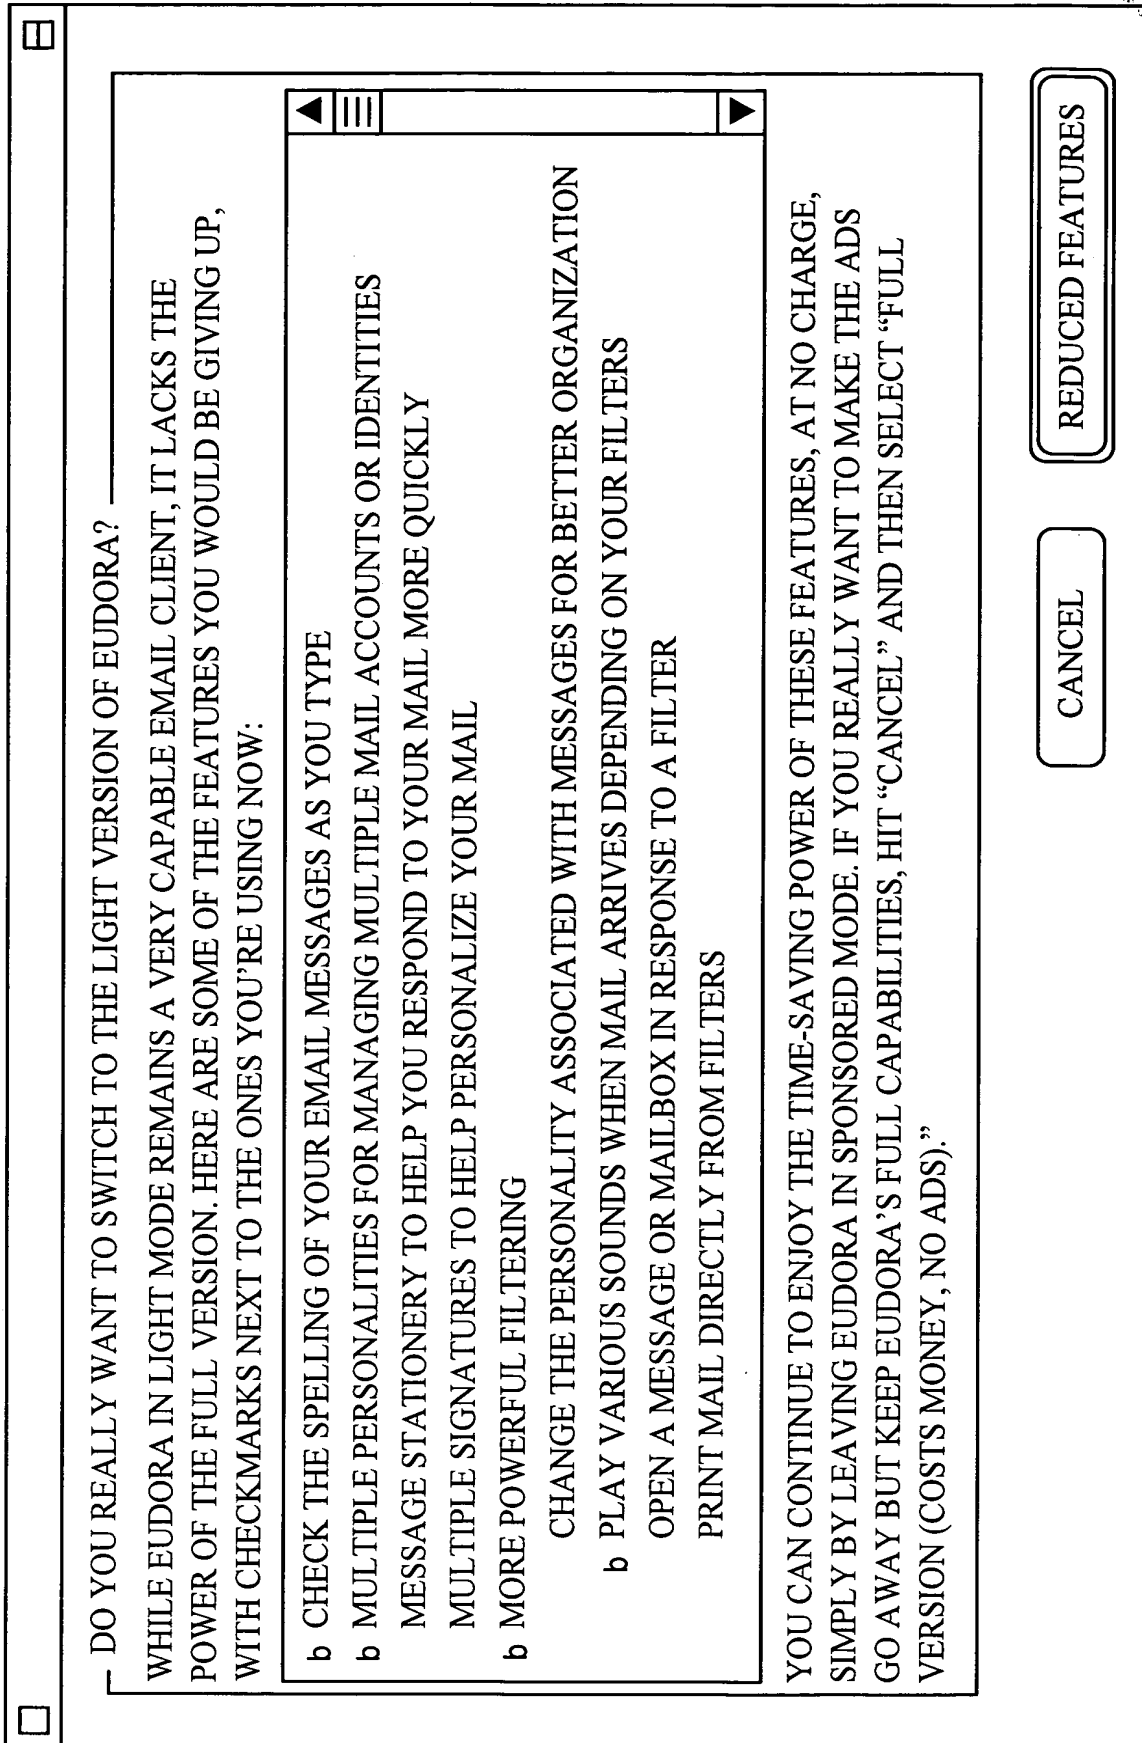 DO YOU REALLY WANT TO SWITCH TO THE LIGHT VERSION OF EUDORA?
WHILE EUDORA IN LIGHT MODE REMAINS A VERY CAPABLE EMAIL CLIENT, IT LACKS THE
POWER OF THE FULL VERSION. HERE ARE SOME OF THE FEATURES YOU WOULD BE GIVING UP,
WITH CHECKMARKS NEXT TO THE ONES YOU'RE USING NOW:
b CHECK THE SPELLING OF YOUR EMAIL MESSAGES AS YOU TYPE
b MULTIPLE PERSONALITIES FOR MANAGING MULTIPLE MAIL ACCOUNTS OR IDENTITIES
MESSAGE STATIONERY TO HELP YOU RESPOND TO YOUR MAIL MORE QUICKLY
MULTIPLE SIGNATURES TO HELP PERSONALIZE YOUR MAIL
b MORE POWERFUL FILTERING
CHANGE THE PERSONALITY ASSOCIATED WITH MESSAGES FOR BETTER ORGANIZATION
b PLAY VARIOUS SOUNDS WHEN MAIL ARRIVES DEPENDING ON YOUR FILTERS
OPEN A MESSAGE OR MAILBOX IN RESPONSE TO A FILTER
PRINT MAIL DIRECTLY FROM FILTERS
YOU CAN CONTINUE TO ENJOY THE TIME-SAVING POWER OF THESE FEATURES, AT NO CHARGE,
SIMPLY BY LEAVING EUDORA IN SPONSORED MODE. IF YOU REALLY WANT TO MAKE THE ADS
GO AWAY BUT KEEP EUDORA'S FULL CAPABILITIES, HIT “CANCEL” AND THEN SELECT “FULL
VERSION (COSTS MONEY, NO ADS).”
CANCEL
REDUCED FEATURES